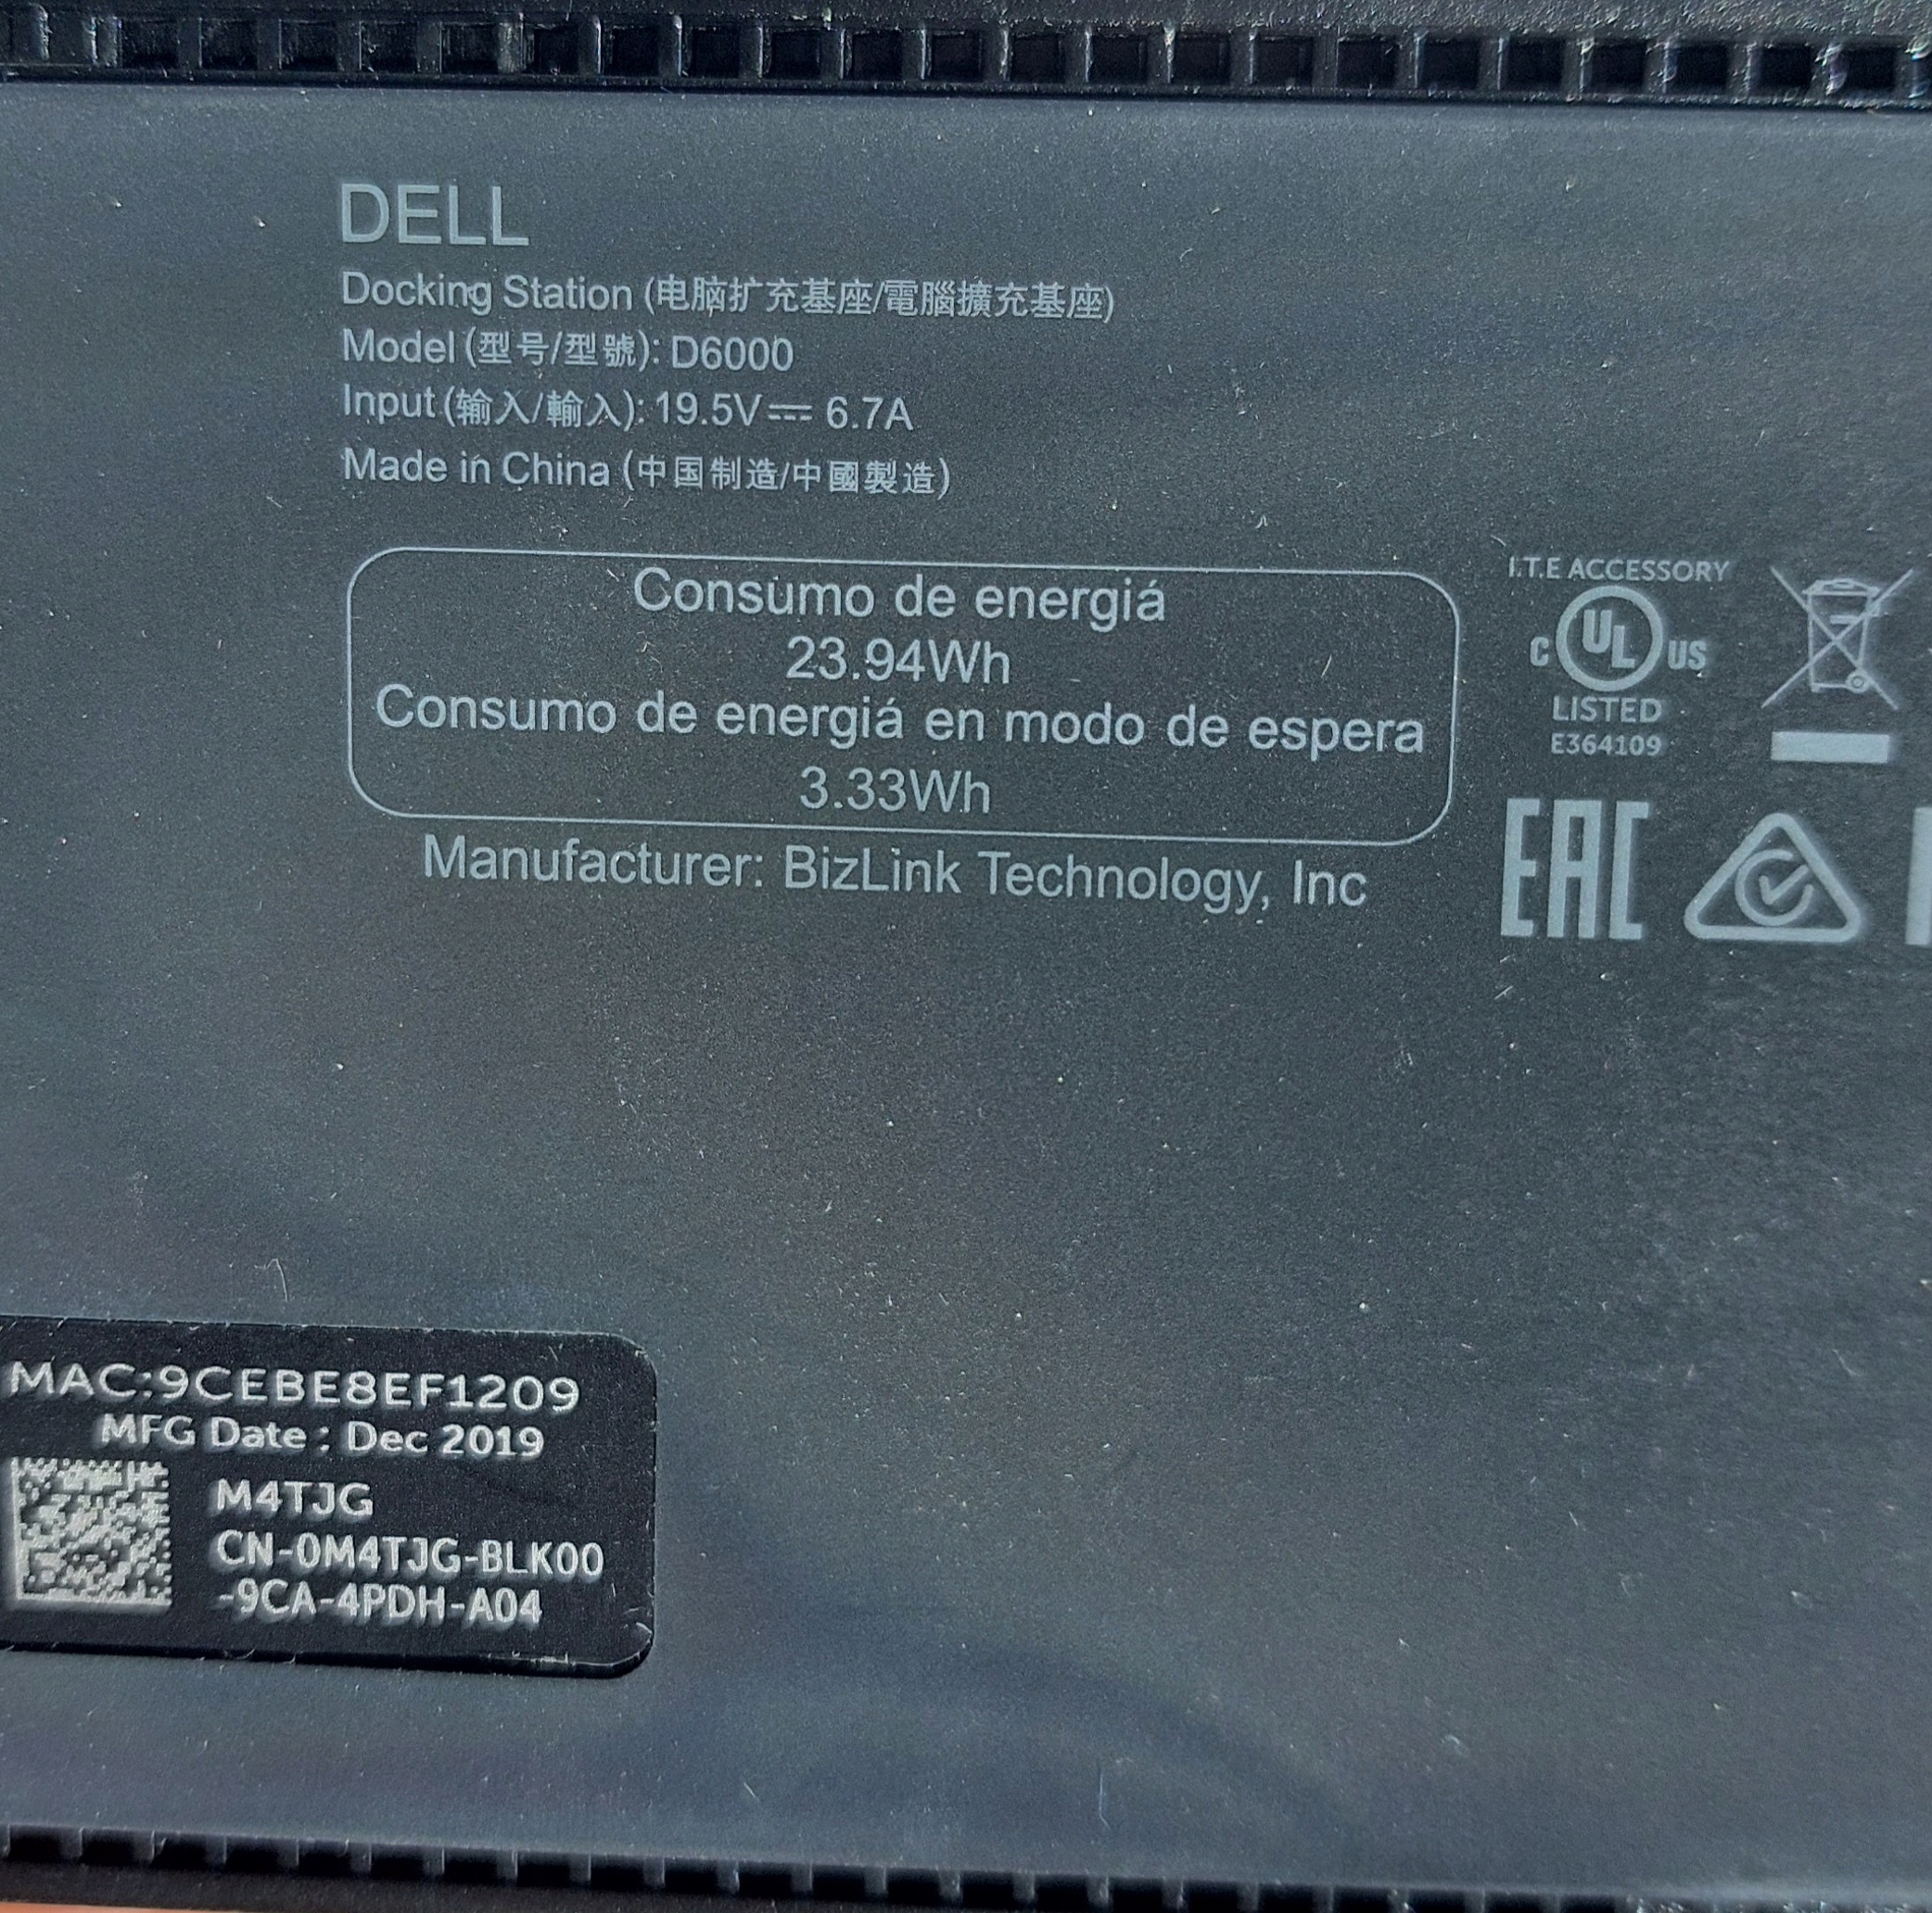 DELL
Docking Station (电脑扩充基座/電腦擴充基座)
Model (型号/型號): D6000
Input (输入/輸入): 19.5V⎓ 6.7A
Made in China (中国制造/中國製造)
Consumo de energiá
23.94Wh
Consumo de energiá en modo de espera
3.33Wh
Manufacturer: BizLink Technology, Inc
I.T.E ACCESSORY
C UL US
LISTED
E364109
EAC
MAC:9CEBE8EF1209
MFG Date : Dec 2019
M4TJG
CN-0M4TJG-BLK00
-9CA-4PDH-A04